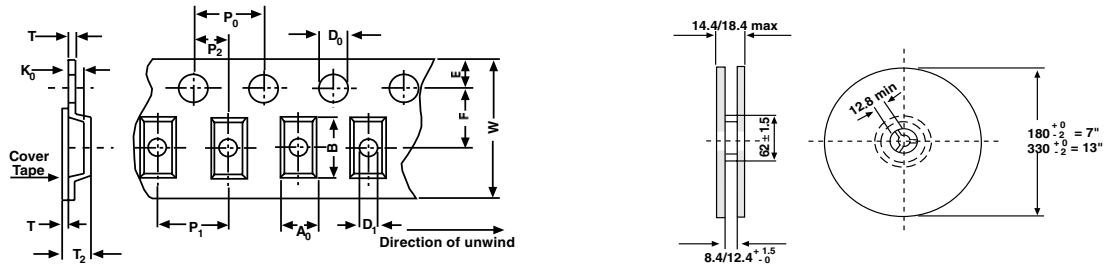 P0
P2
D0
T
K0
E
F
W
B
Cover
Tape
T
T2
P1
A0
D1
Direction of unwind
14.4/18.4 max
62 ± 1.5
8.4/12.4 +1.5 -0
12.8 min
180 +0 -2 = 7"
330 +0 -2 = 13"